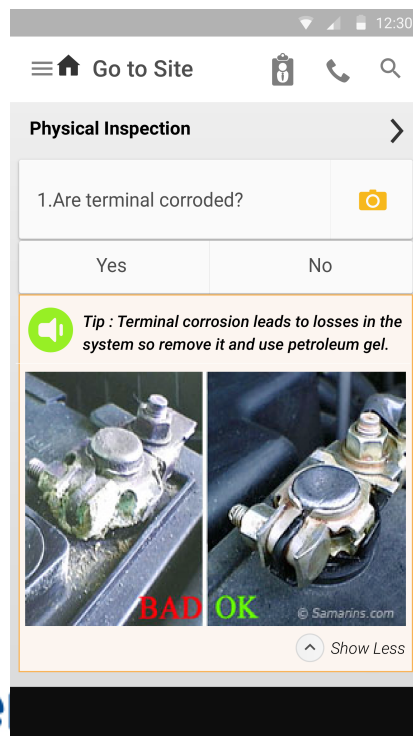 12:30
Go to Site
Physical Inspection
1.Are terminal corroded?
Yes No
Tip : Terminal corrosion leads to losses in the
system so remove it and use petroleum gel.
BAD OK
© Samarins.com
Show Less